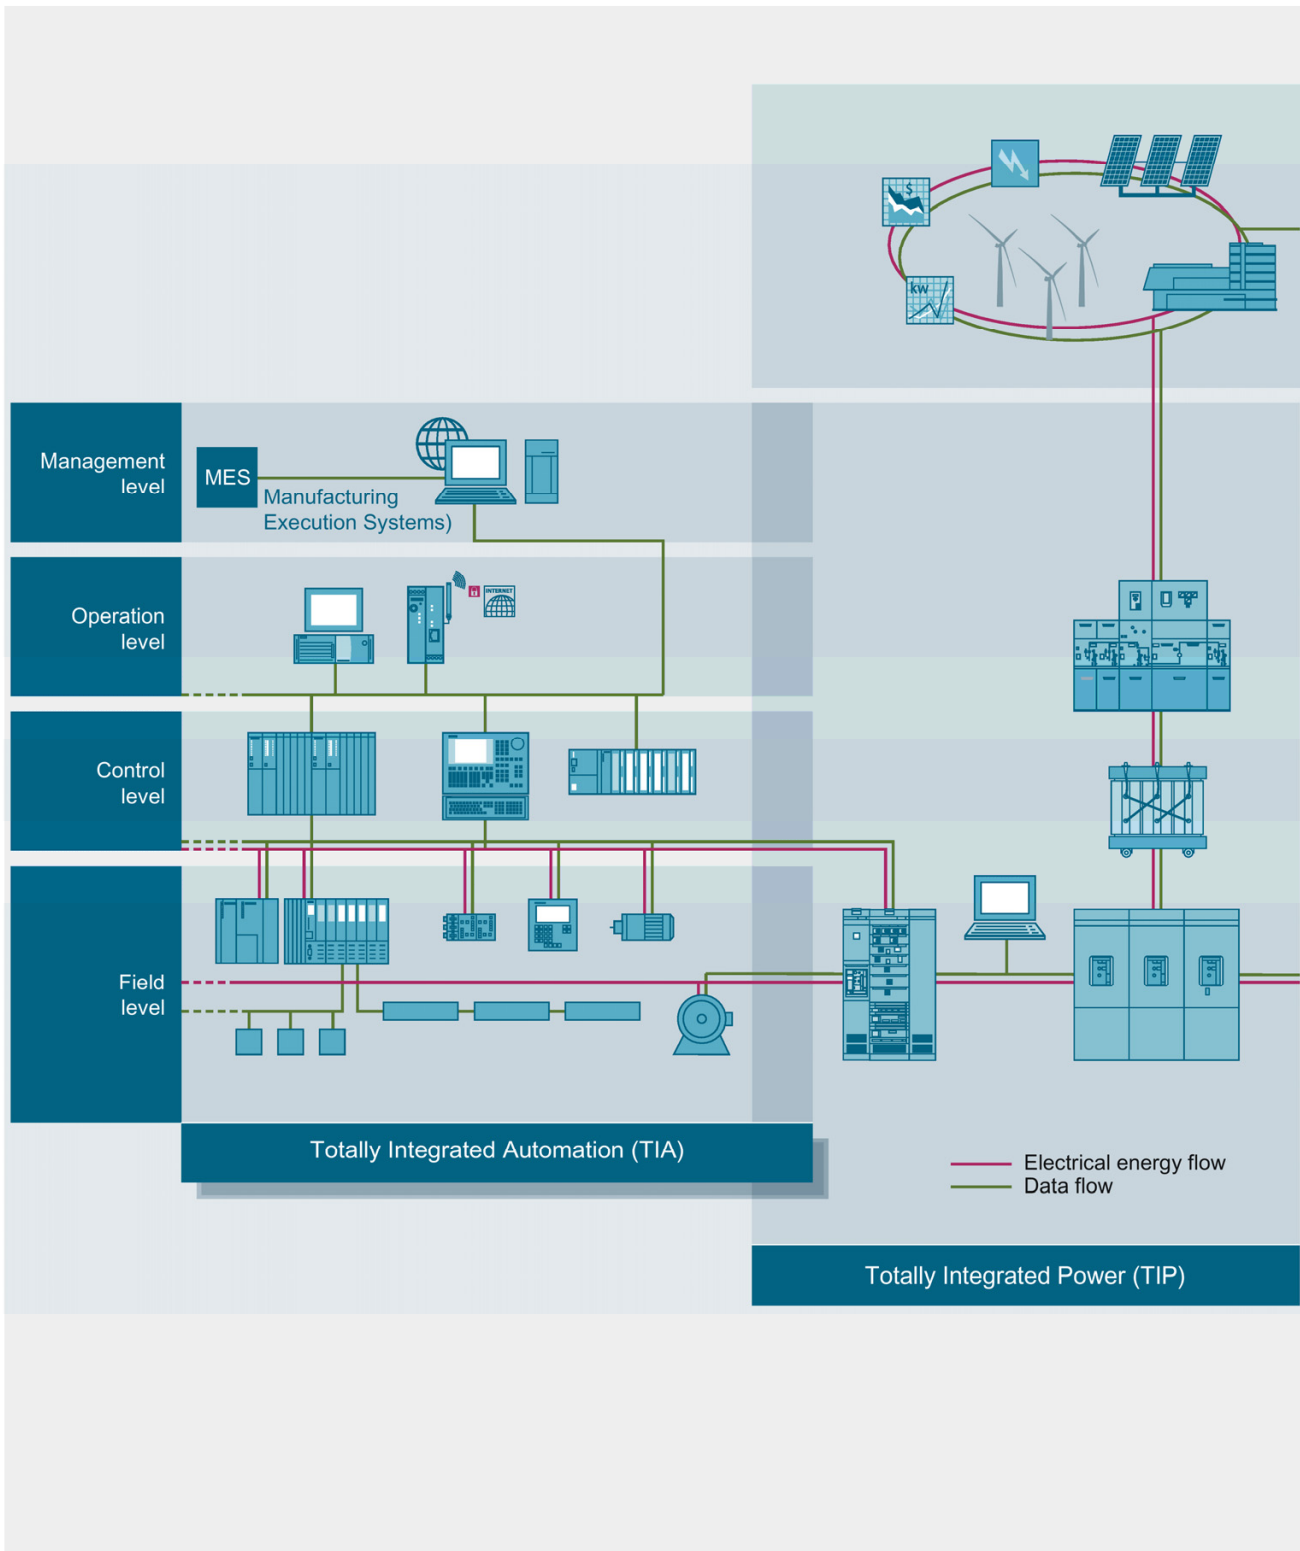 $
kw
Management
level
MES
Manufacturing
Execution Systems)
Operation
level
INTERNET
Control
level
Field
level
Totally Integrated Automation (TIA)
Electrical energy flow
Data flow
Totally Integrated Power (TIP)